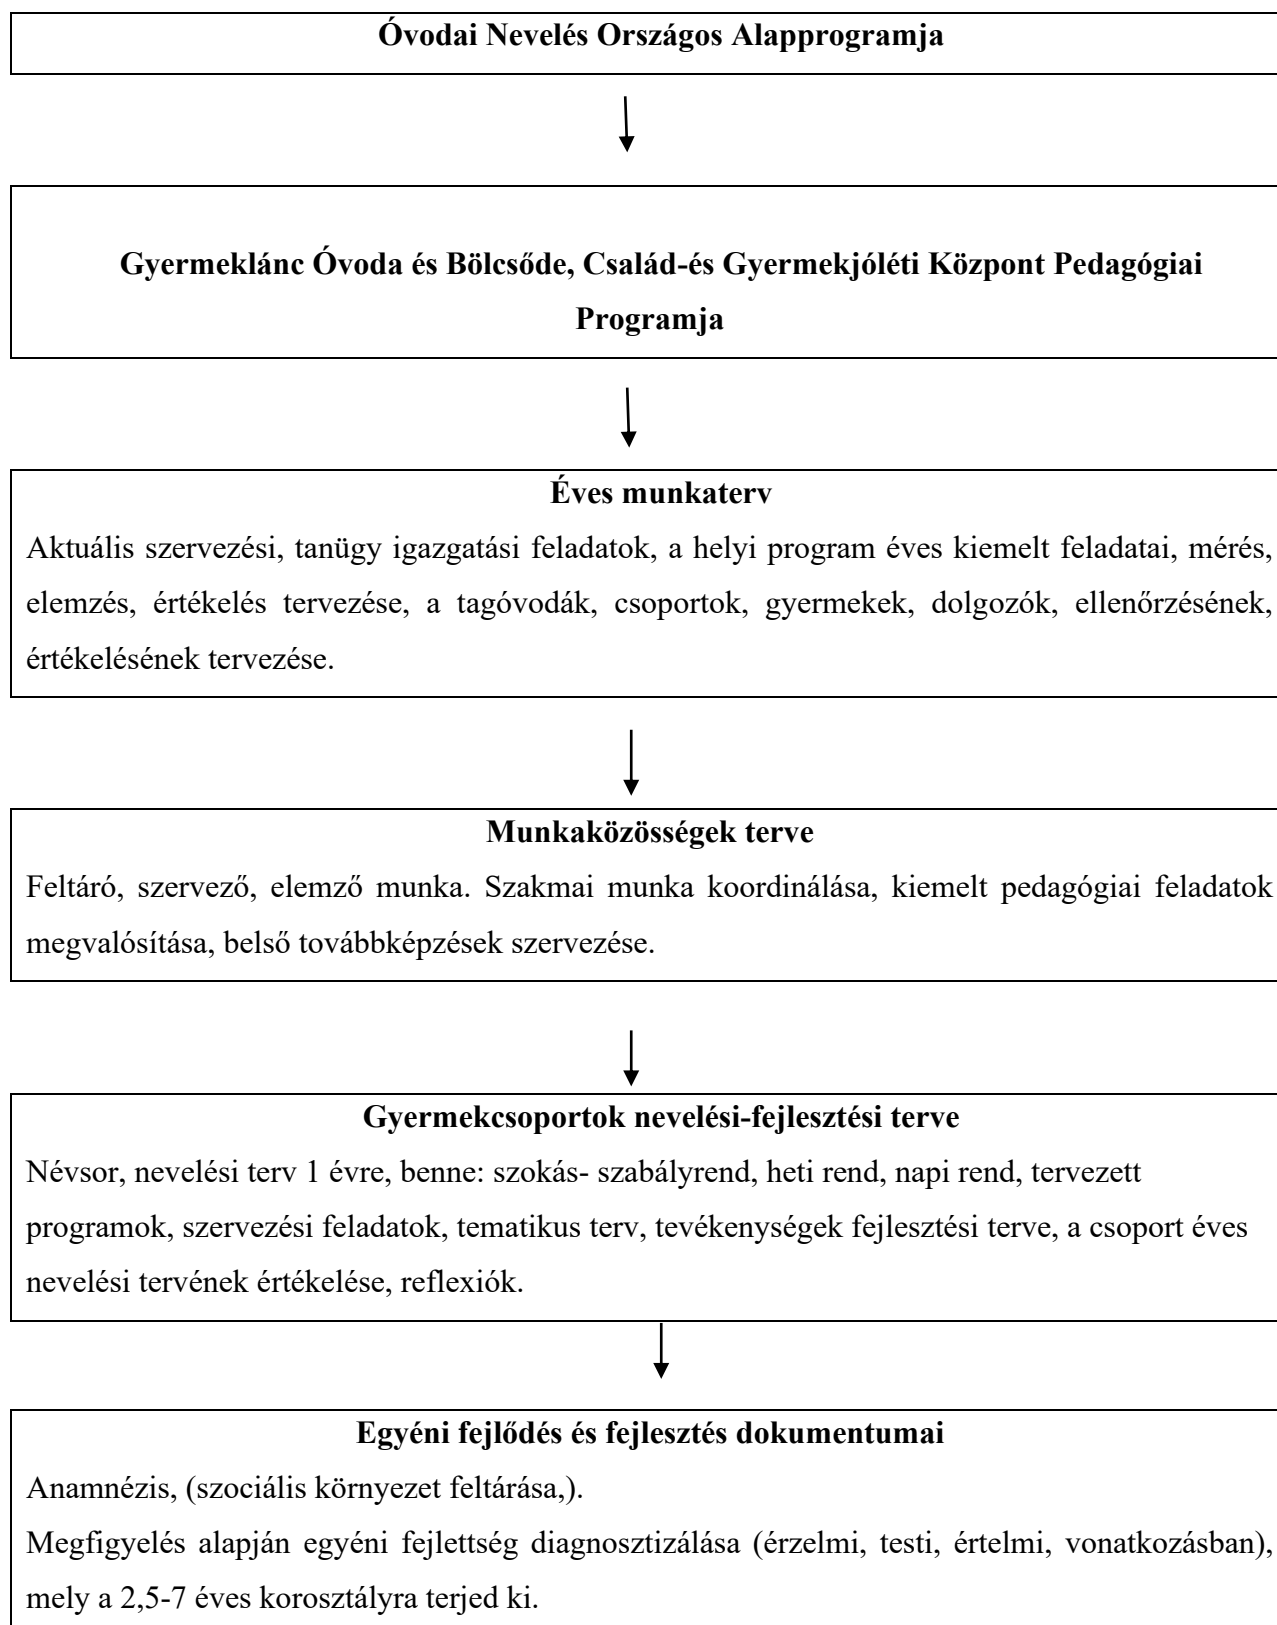 Óvodai Nevelés Országos Alapprogramja
Gyermeklánc Óvoda és Bölcsőde, Család-és Gyermekjóléti Központ Pedagógiai
Programja
Éves munkaterv
Aktuális szervezési, tanügy igazgatási feladatok, a helyi program éves kiemelt feladatai, mérés,
elemzés, értékelés tervezése, a tagóvodák, csoportok, gyermekek, dolgozók, ellenőrzésének,
értékelésének tervezése.
Munkaközösségek terve
Feltáró, szervező, elemző munka. Szakmai munka koordinálása, kiemelt pedagógiai feladatok
megvalósítása, belső továbbképzések szervezése.
Gyermekcsoportok nevelési-fejlesztési terve
Névsor, nevelési terv 1 évre, benne: szokás- szabályrend, heti rend, napi rend, tervezett
programok, szervezési feladatok, tematikus terv, tevékenységek fejlesztési terve, a csoport éves
nevelési tervének értékelése, reflexiók.
Egyéni fejlődés és fejlesztés dokumentumai
Anamnézis, (szociális környezet feltárása,).
Megfigyelés alapján egyéni fejlettség diagnosztizálása (érzelmi, testi, értelmi, vonatkozásban),
mely a 2,5-7 éves korosztályra terjed ki.